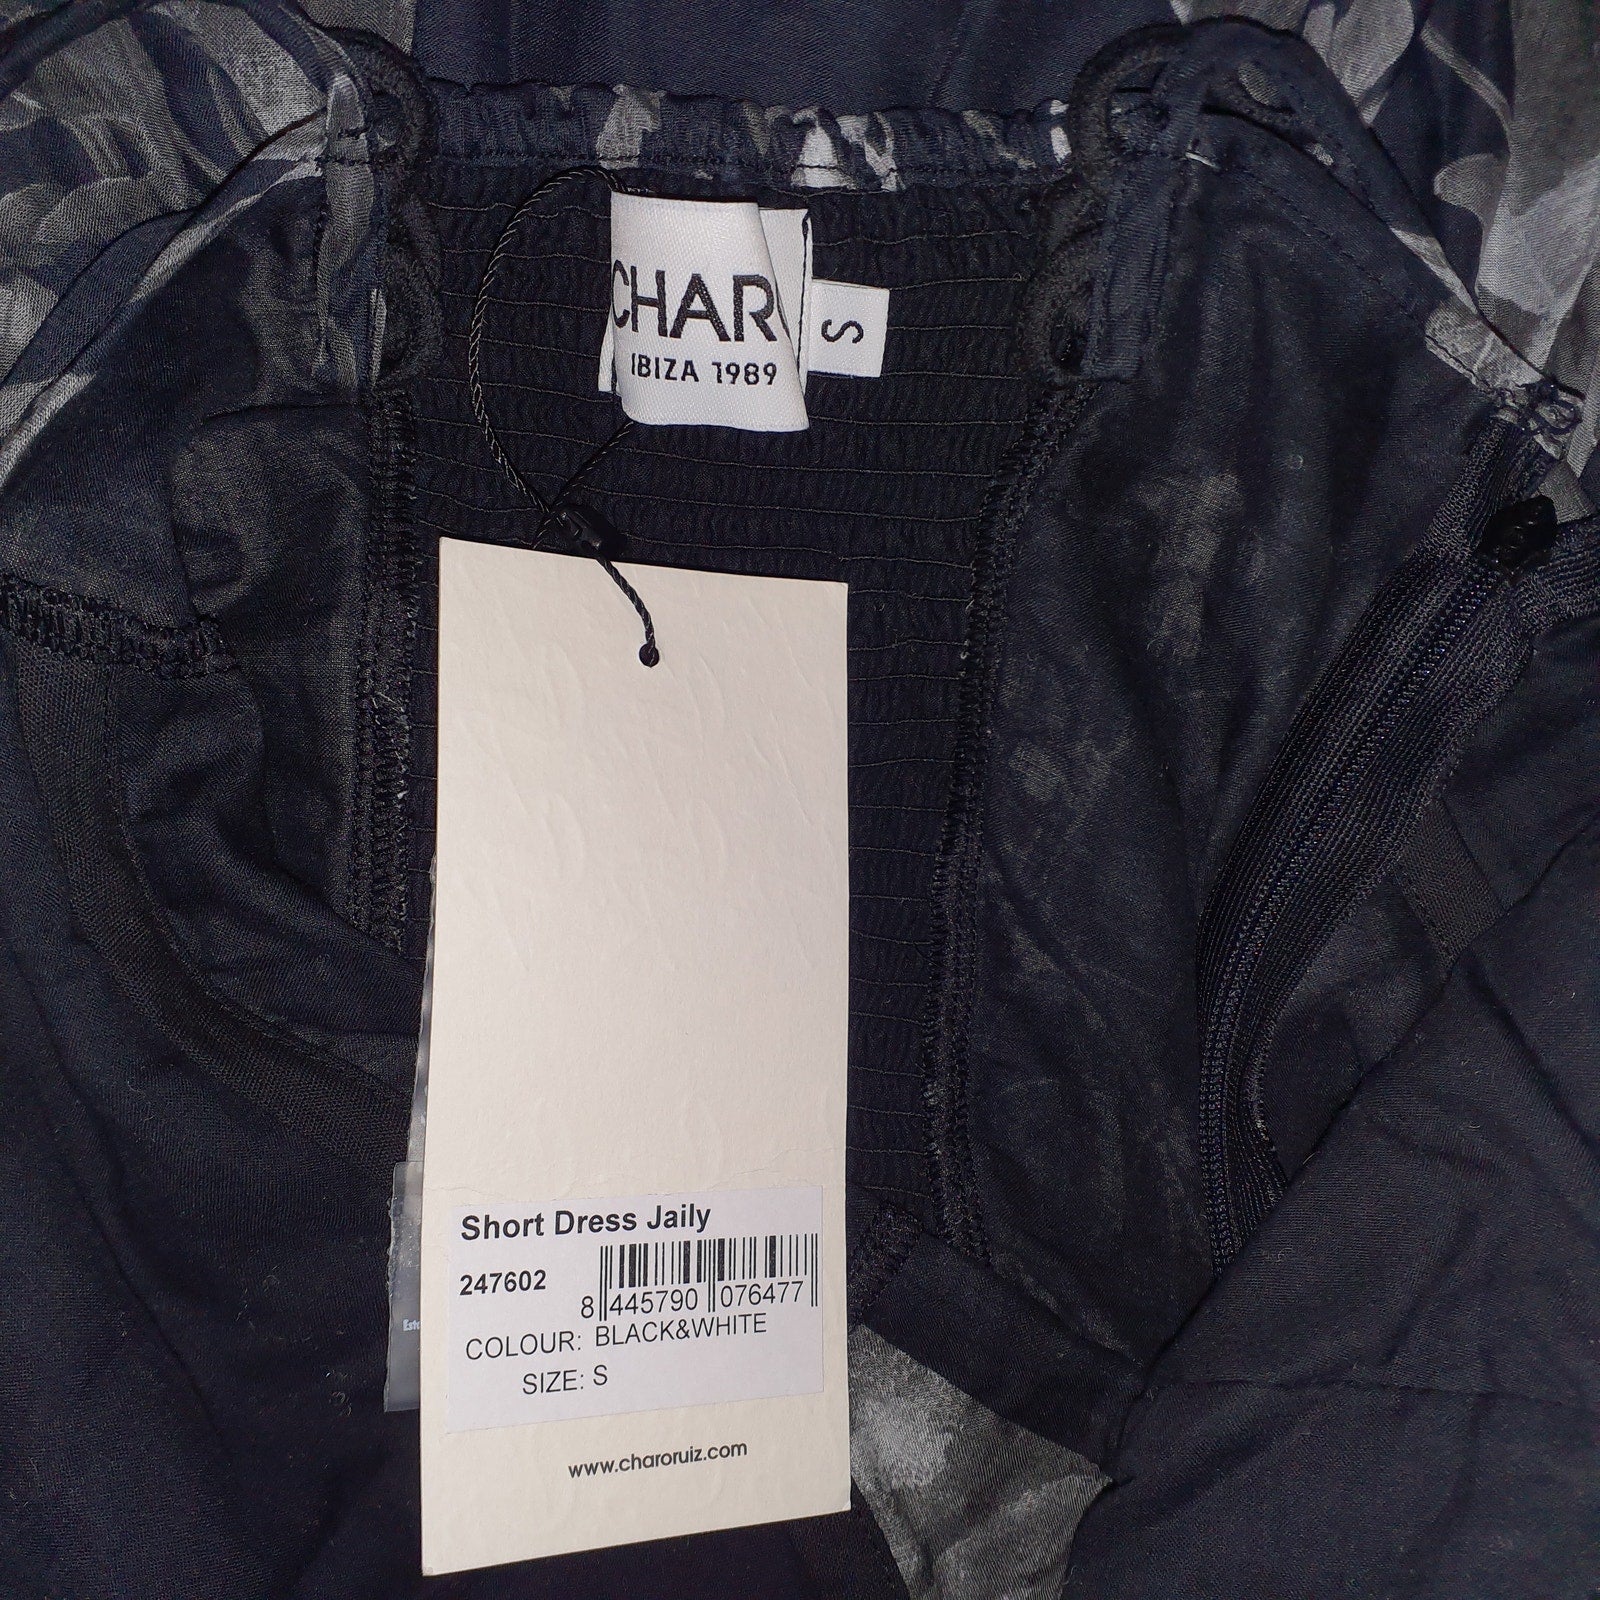 CHARO
IBIZA 1989
S
Short Dress Jaily
247602
8 445790 076477
COLOUR: BLACK&WHITE
SIZE: S
www.charoruiz.com